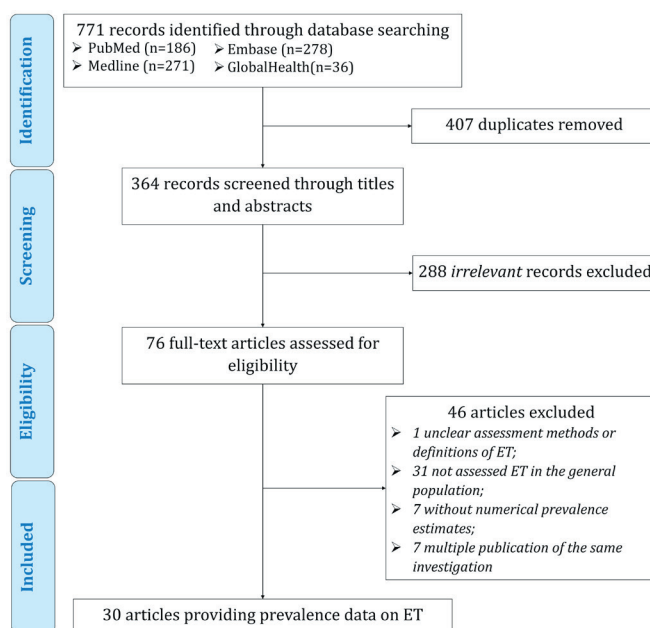 771 records identified through database searching
➢ PubMed (n=186) ➢ Embase (n=278)
➢ Medline (n=271) ➢ GlobalHealth(n=36)
Identification
407 duplicates removed
364 records screened through titles
and abstracts
Screening
288 irrelevant records excluded
76 full-text articles assessed for
eligibility
Eligibility
46 articles excluded
➢ 1 unclear assessment methods or
definitions of ET;
➢ 31 not assessed ET in the general
population;
➢ 7 without numerical prevalence
estimates;
➢ 7 multiple publication of the same
investigation
Included
30 articles providing prevalence data on ET